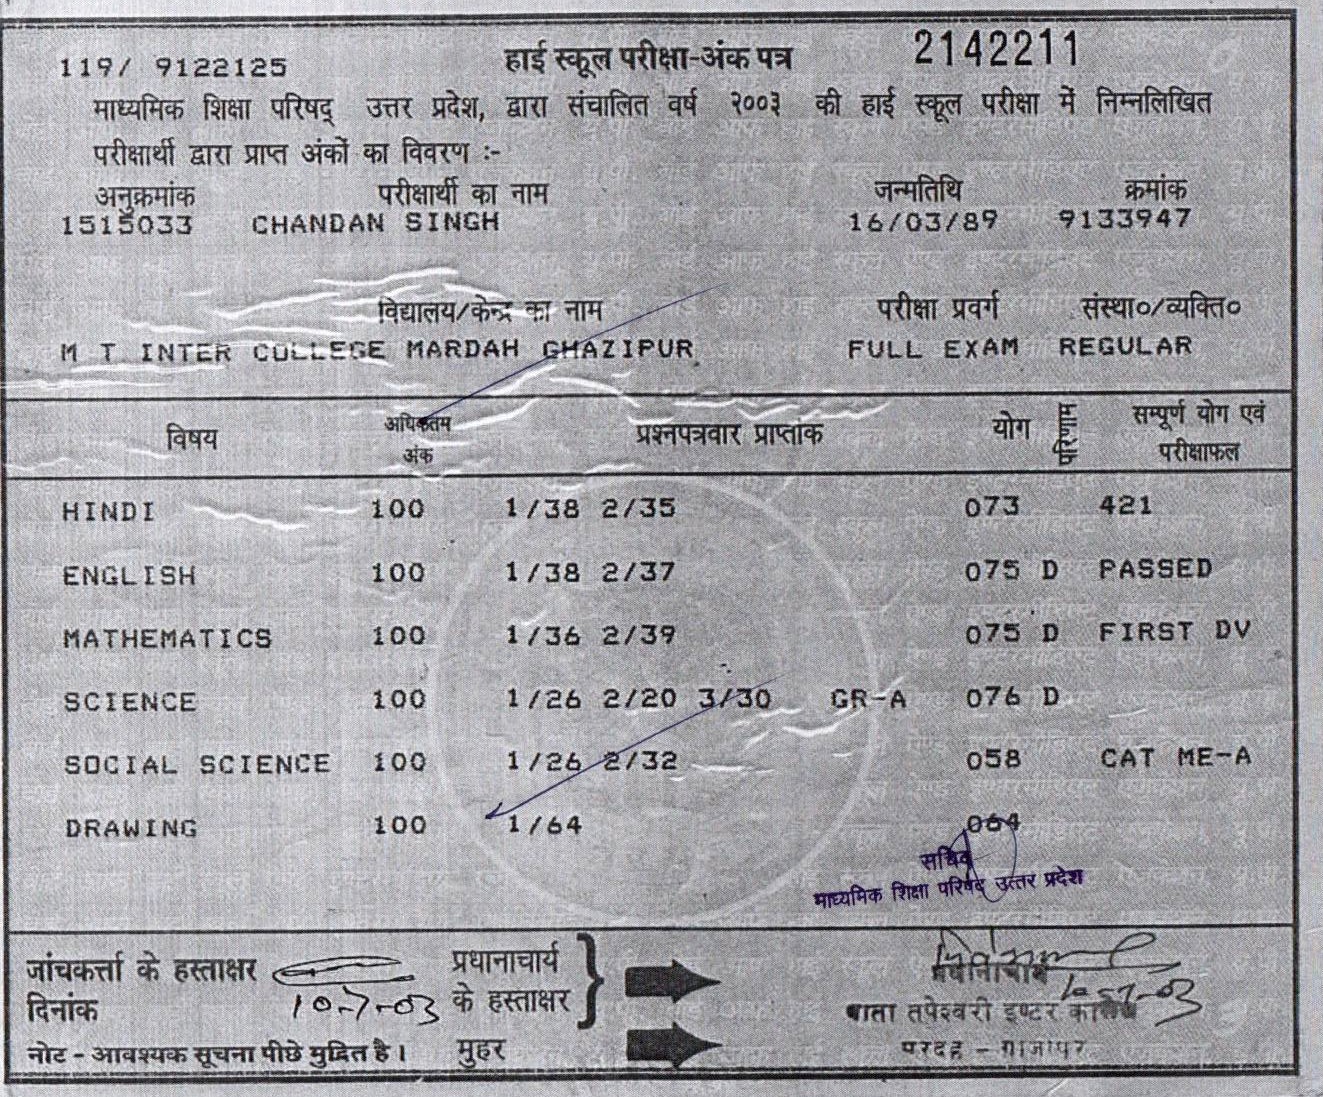 119/ 9122125 हाई स्कूल परीक्षा-अंक पत्र 2142211
माध्यमिक शिक्षा परिषद् उत्तर प्रदेश, द्वारा संचालित वर्ष २००३ की हाई स्कूल परीक्षा में निम्नलिखित
परीक्षार्थी द्वारा प्राप्त अंकों का विवरण :-
अनुक्रमांक परीक्षार्थी का नाम जन्मतिथि क्रमांक
1515033 CHANDAN SINGH 16/03/89 9133947
विद्यालय/केन्द्र का नाम परीक्षा प्रवर्ग संस्था०/व्यक्ति०
M T INTER COLLEGE MARDAH GHAZIPUR FULL EXAM REGULAR
विषय अधिकतम अंक प्रश्नपत्रवार प्राप्तांक योग परिणाम सम्पूर्ण योग एवं परीक्षाफल
HINDI 100 1/38 2/35 073 421
ENGLISH 100 1/38 2/37 075 D PASSED
MATHEMATICS 100 1/36 2/39 075 D FIRST DV
SCIENCE 100 1/26 2/20 3/30 GR-A 076 D
SOCIAL SCIENCE 100 1/26 2/32 058 CAT ME-A
DRAWING 100 1/64 064
सचिव
माध्यमिक शिक्षा परिषद् उत्तर प्रदेश
जांचकर्त्ता के हस्ताक्षर प्रधानाचार्य प्रधानाचार्य
दिनांक 10-7-03 के हस्ताक्षर 10-7-03
माता तपेश्वरी इण्टर कालेज
नोट - आवश्यक सूचना पीछे मुद्रित है। मुहर मरदह - गाजीपुर